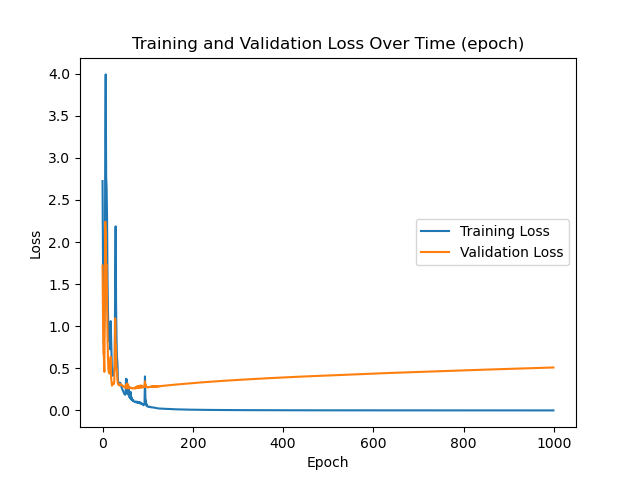 Training and Validation Loss Over Time (epoch)
4.0
3.5
3.0
2.5
2.0
1.5
1.0
0.5
0.0
Loss
Training Loss
Validation Loss
0 200 400 600 800 1000
Epoch